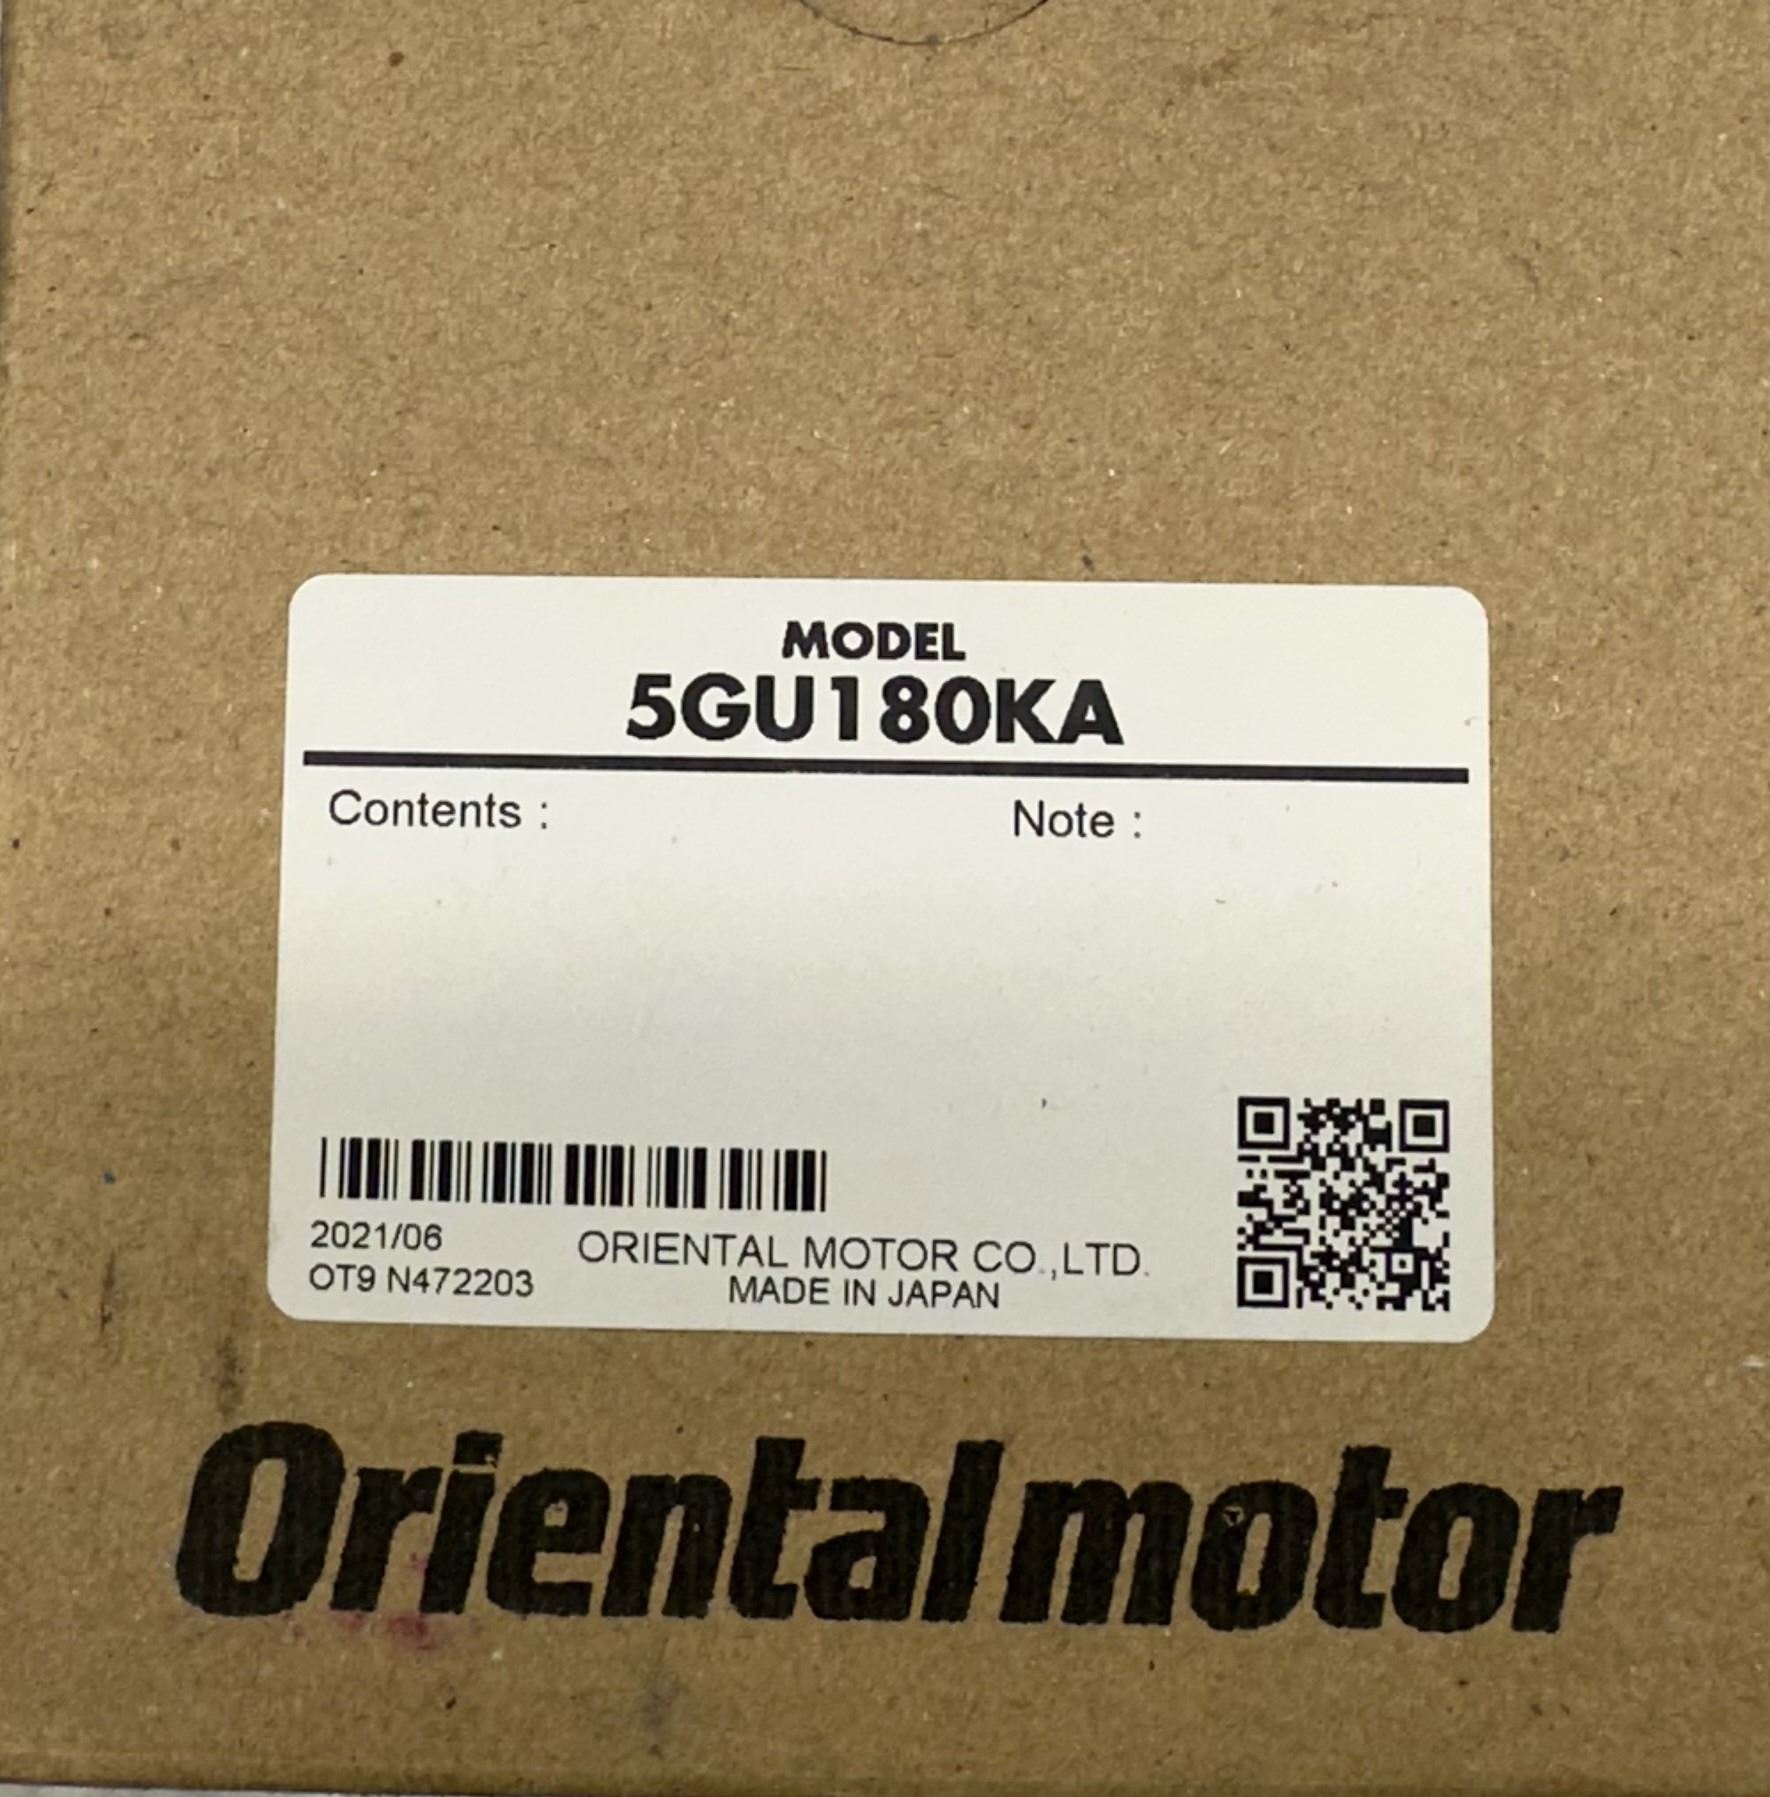 MODEL
5GU180KA
Contents : Note :
2021/06
OT9 N472203
ORIENTAL MOTOR CO.,LTD.
MADE IN JAPAN
Orientalmotor